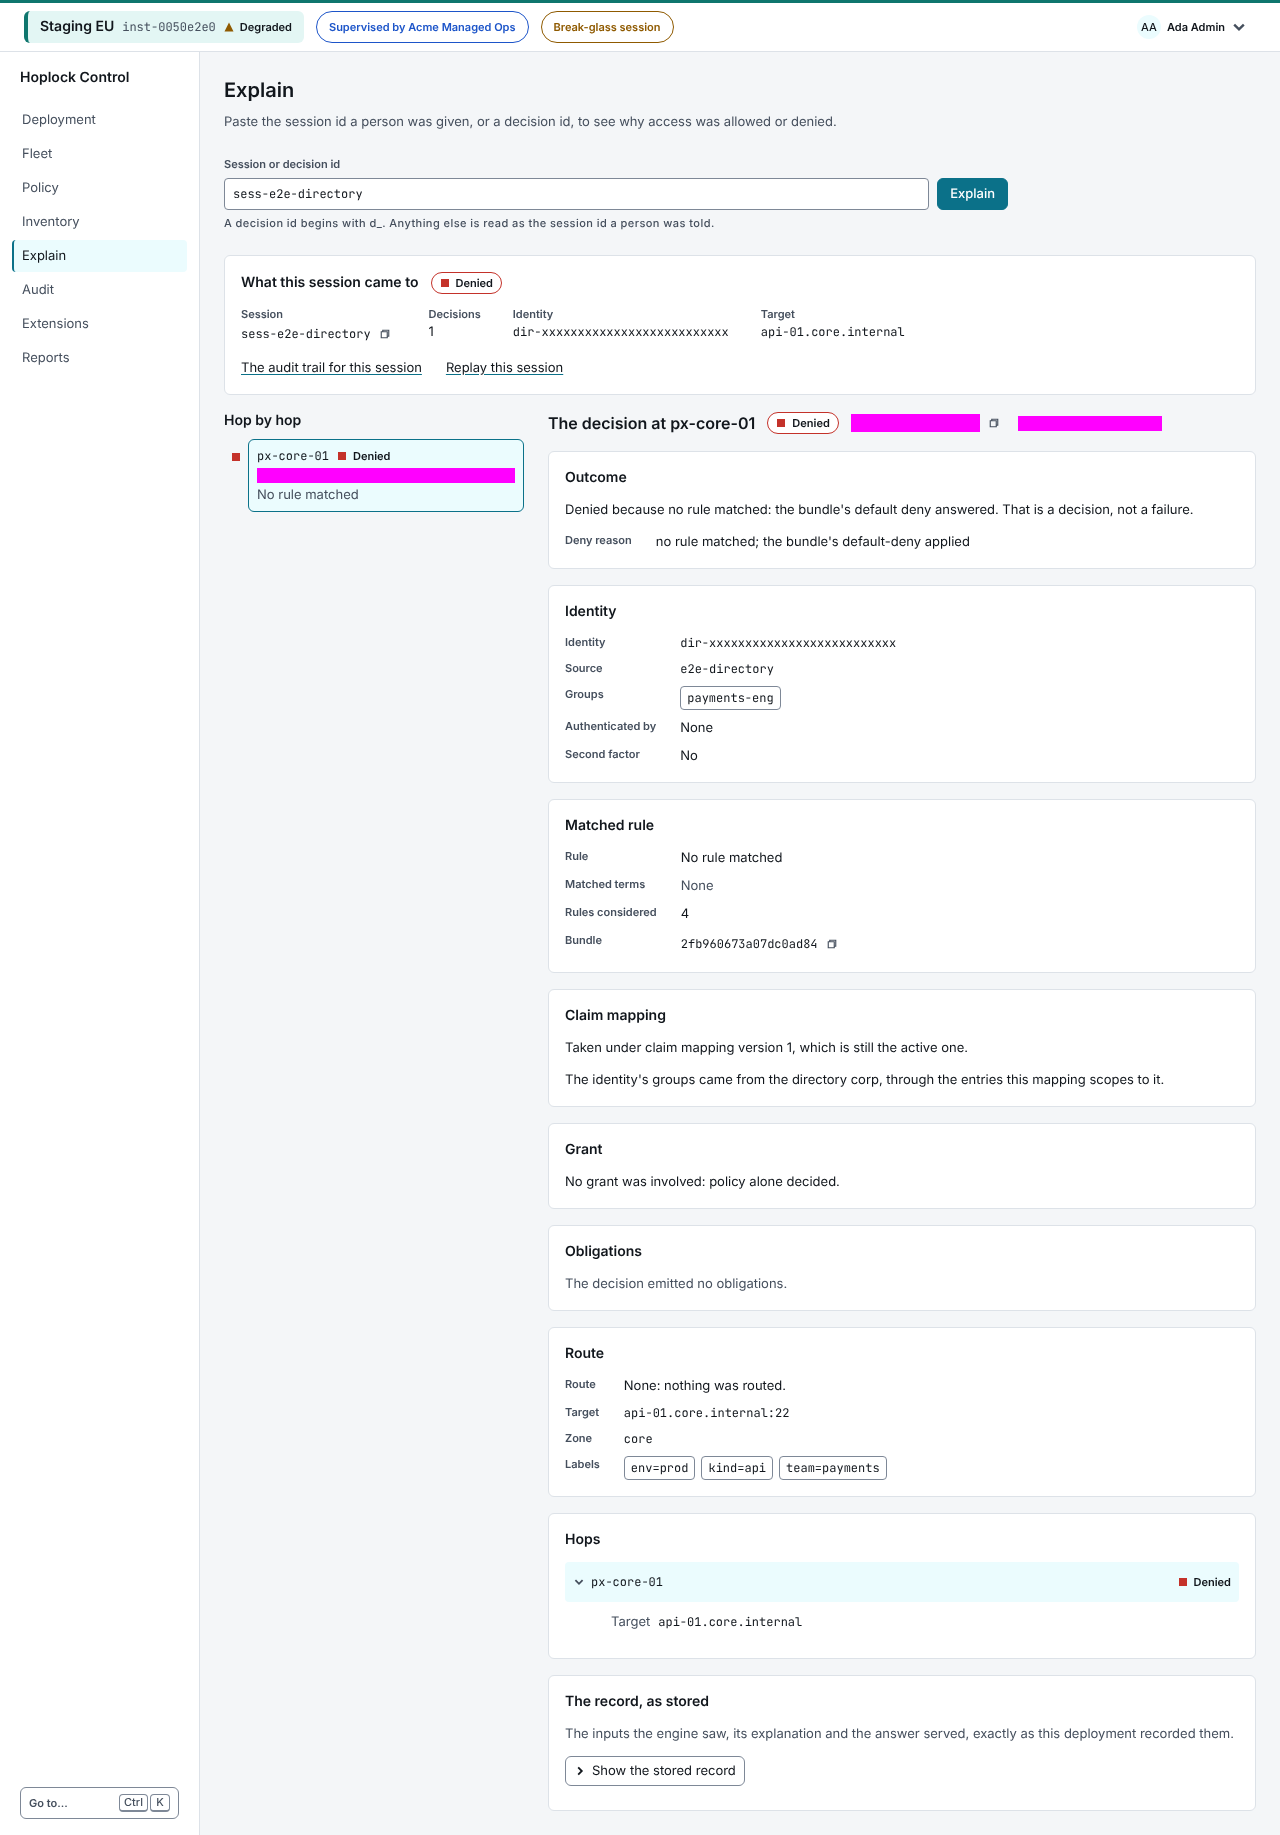 Staging EU inst-0050e2e0 Degraded Supervised by Acme Managed Ops Break-glass session AA Ada Admin
Hoplock Control
Deployment
Fleet
Policy
Inventory
Explain
Audit
Extensions
Reports
Go to... Ctrl K
Explain
Paste the session id a person was given, or a decision id, to see why access was allowed or denied.
Session or decision id
sess-e2e-directory Explain
A decision id begins with d_. Anything else is read as the session id a person was told.
What this session came to Denied
Session Decisions Identity Target
sess-e2e-directory 1 dir-xxxxxxxxxxxxxxxxxxxxxxxxxx api-01.core.internal
The audit trail for this session Replay this session
Hop by hop
px-core-01 Denied
No rule matched
The decision at px-core-01 Denied
Outcome
Denied because no rule matched: the bundle's default deny answered. That is a decision, not a failure.
Deny reason no rule matched; the bundle's default-deny applied
Identity
Identity dir-xxxxxxxxxxxxxxxxxxxxxxxxxx
Source e2e-directory
Groups payments-eng
Authenticated by None
Second factor No
Matched rule
Rule No rule matched
Matched terms None
Rules considered 4
Bundle 2fb960673a07dc0ad84
Claim mapping
Taken under claim mapping version 1, which is still the active one.
The identity's groups came from the directory corp, through the entries this mapping scopes to it.
Grant
No grant was involved: policy alone decided.
Obligations
The decision emitted no obligations.
Route
Route None: nothing was routed.
Target api-01.core.internal:22
Zone core
Labels env=prod kind=api team=payments
Hops
px-core-01 Denied
Target api-01.core.internal
The record, as stored
The inputs the engine saw, its explanation and the answer served, exactly as this deployment recorded them.
Show the stored record